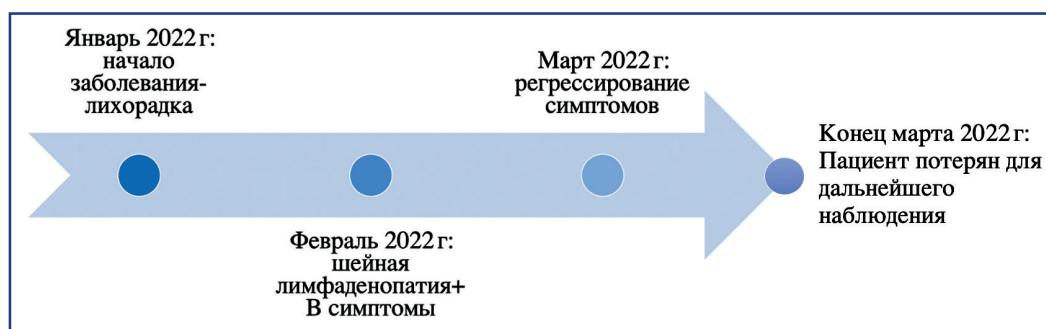 Январь 2022 г:
начало
заболевания-
лихорадка
Февраль 2022 г:
шейная
лимфаденопатия+
В симптомы
Март 2022 г:
регрессирование
симптомов
Конец марта 2022 г:
Пациент потерян для
дальнейшего
наблюдения